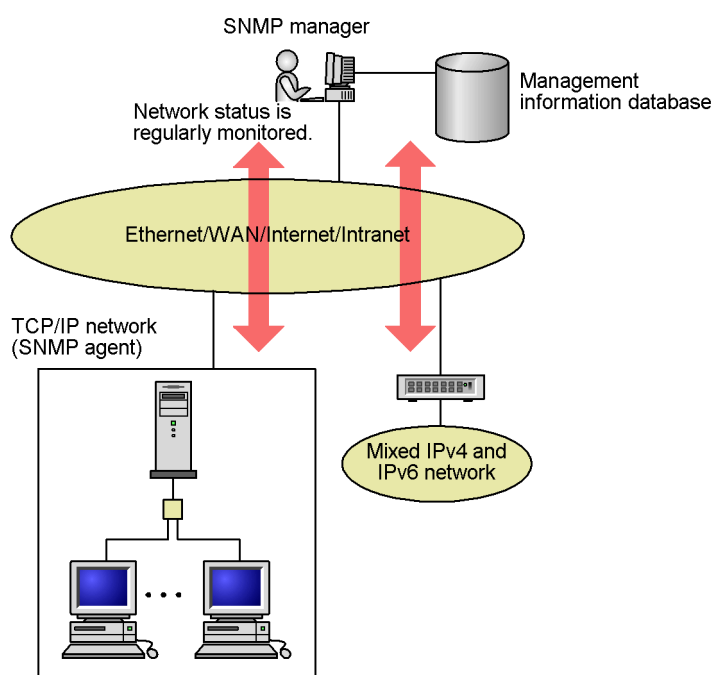 SNMP manager
Management
information database
Network status is
regularly monitored.
Ethernet/WAN/Internet/Intranet
TCP/IP network
(SNMP agent)
Mixed IPv4 and
IPv6 network